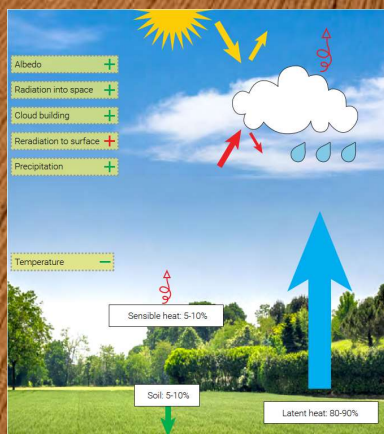 Albedo +
Radiation into space +
Cloud building +
Reradiation to surface +
Precipitation +
Temperature −
Sensible heat: 5-10%
Soil: 5-10%
Latent heat: 80-90%